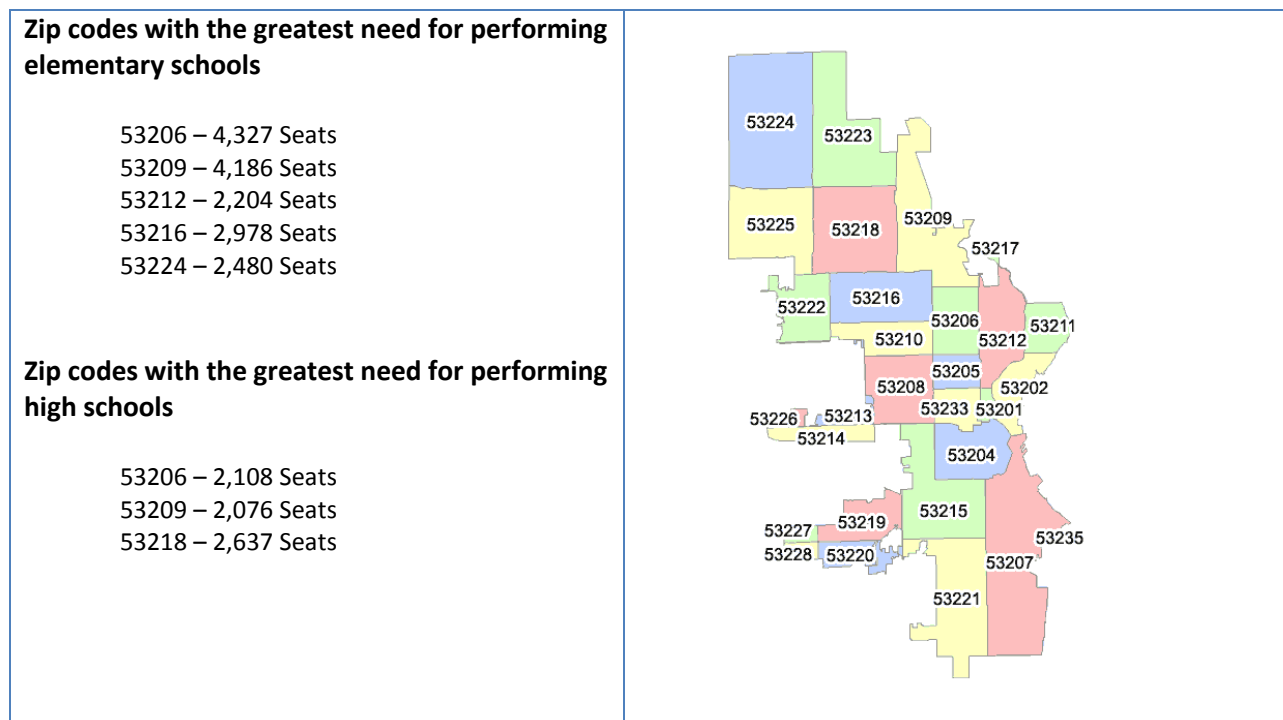 Zip codes with the greatest need for performing
elementary schools
53206 – 4,327 Seats
53209 – 4,186 Seats
53212 – 2,204 Seats
53216 – 2,978 Seats
53224 – 2,480 Seats
Zip codes with the greatest need for performing
high schools
53206 – 2,108 Seats
53209 – 2,076 Seats
53218 – 2,637 Seats
53224
53223
53209
53225
53218
53217
53216
53222
53206
53211
53210
53212
53205
53208
53202
53233
53201
53213
53226
53214
53204
53215
53219
53227
53235
53228
53220
53207
53221